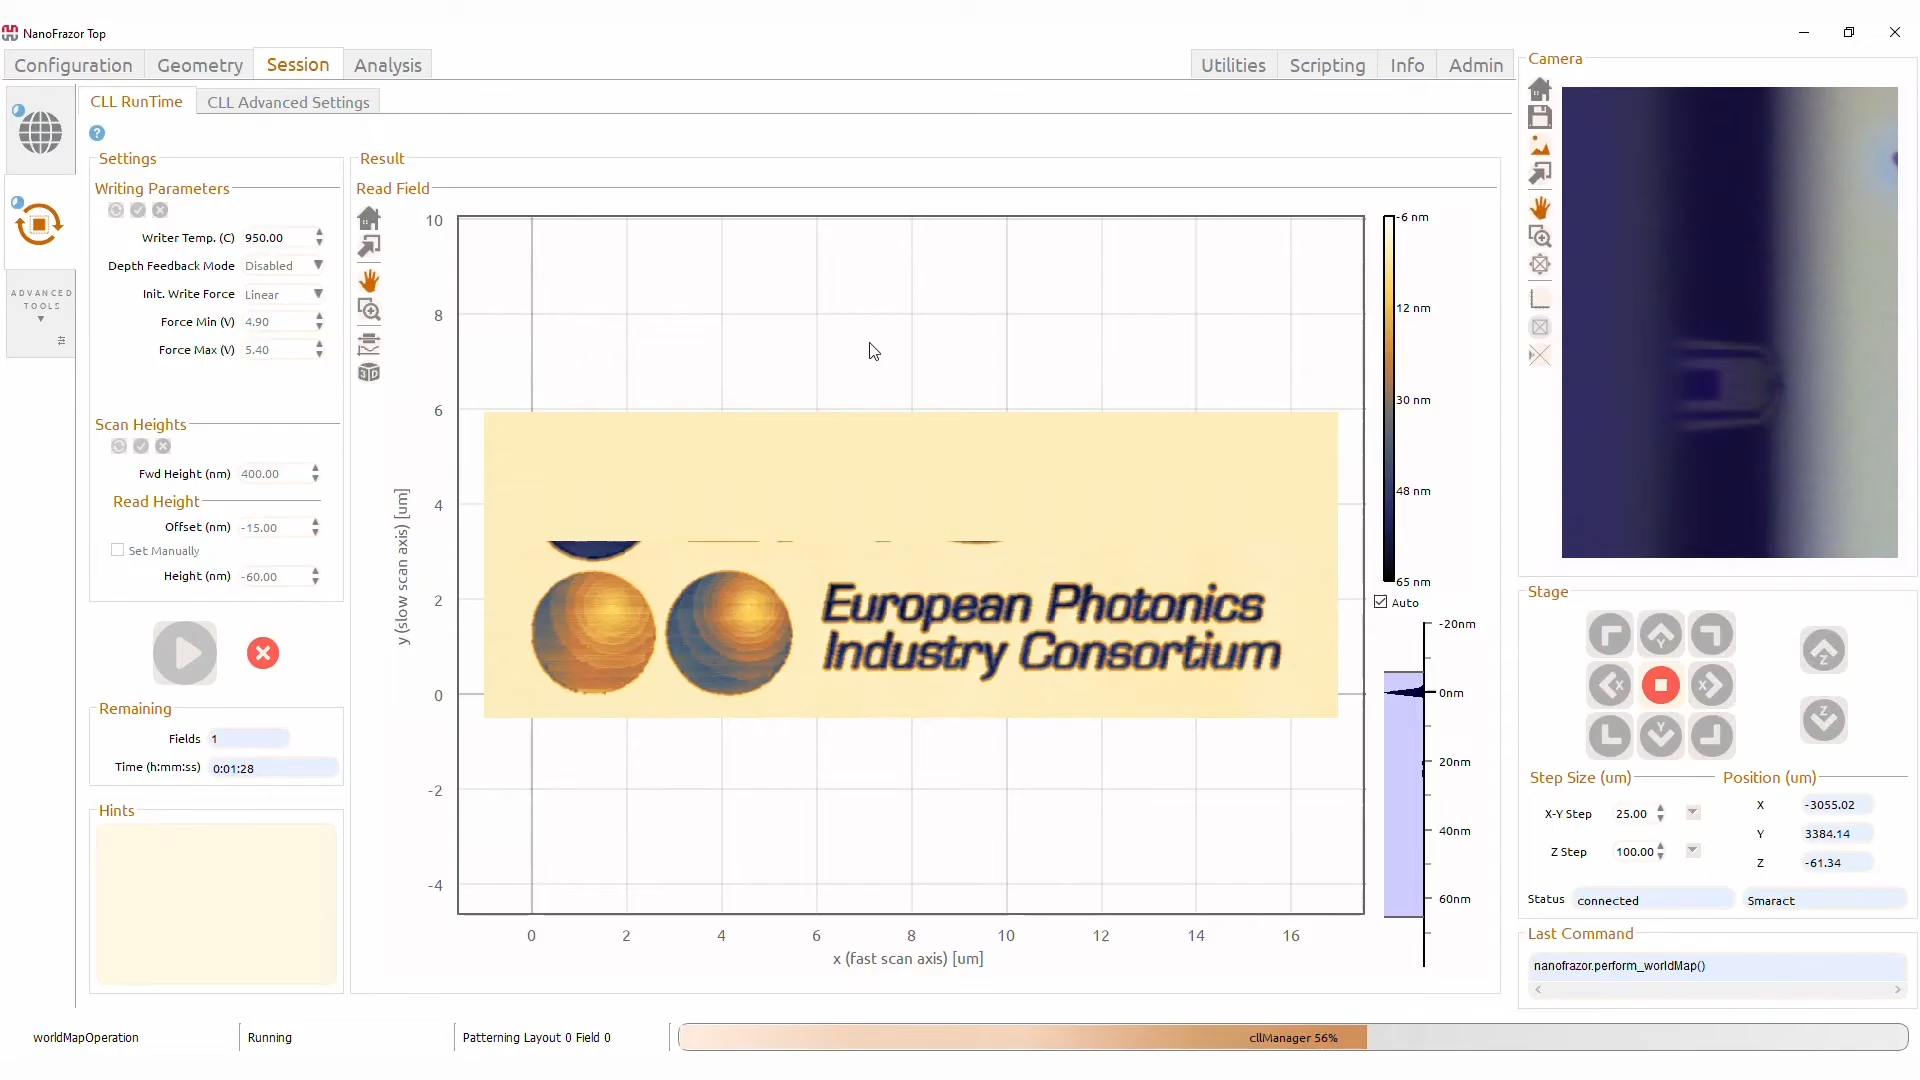 NanoFrazor Top
Configuration Geometry Session Analysis Utilities Scripting Info Admin
CLL RunTime CLL Advanced Settings
?
ADVANCED
TOOLS
Settings
Writing Parameters
Writer Temp. (C) 950.00
Depth Feedback Mode Disabled
Init. Write Force Linear
Force Min (V) 4.90
Force Max (V) 5.40
Scan Heights
Fwd Height (nm) 400.00
Read Height
Offset (nm) -15.00
Set Manually
Height (nm) -60.00
Remaining
Fields 1
Time (h:mm:ss) 0:01:28
Hints
Result
Read Field
3D
10
8
6
4
2
0
-2
-4
y (slow scan axis) [um]
European Photonics
Industry Consortium
0 2 4 6 8 10 12 14 16
x (fast scan axis) [um]
-6 nm
12 nm
30 nm
48 nm
65 nm
Auto
-20nm
0nm
20nm
40nm
60nm
Camera
Stage
Y
Z
X X
Y
Z
Step Size (um)
X-Y Step 25.00
Z Step 100.00
Position (um)
X -3055.02
Y 3384.14
Z -61.34
Status connected Smaract
Last Command
nanofrazor.perform_worldMap()
worldMapOperation Running Patterning Layout 0 Field 0 cllManager 56%